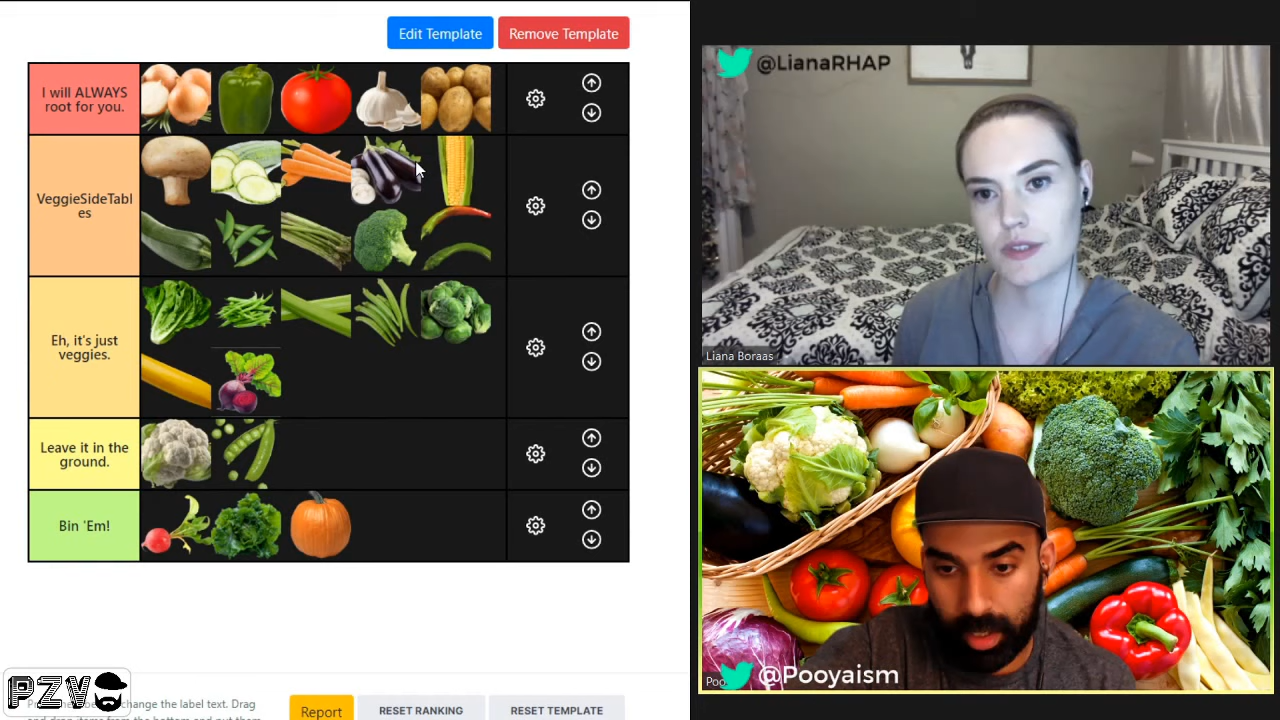 Edit Template
Remove Template
I will ALWAYS
root for you.
VeggieSideTabl
es
Eh, it's just
veggies.
Leave it in the
ground.
Bin 'Em!
PZV
change the label text. Drag
Report
RESET RANKING
RESET TEMPLATE
@LianaRHAP
Liana Boraas
@Pooyaism